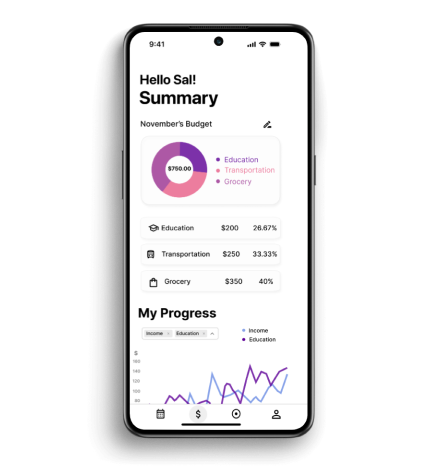 9:41
Hello Sal!
Summary
November's Budget
$750.00
Education
Transportation
Grocery
Education $200 26.67%
Transportation $250 33.33%
Grocery $350 40%
My Progress
Income Education
Income
Education
$
160
140
120
100
80
$